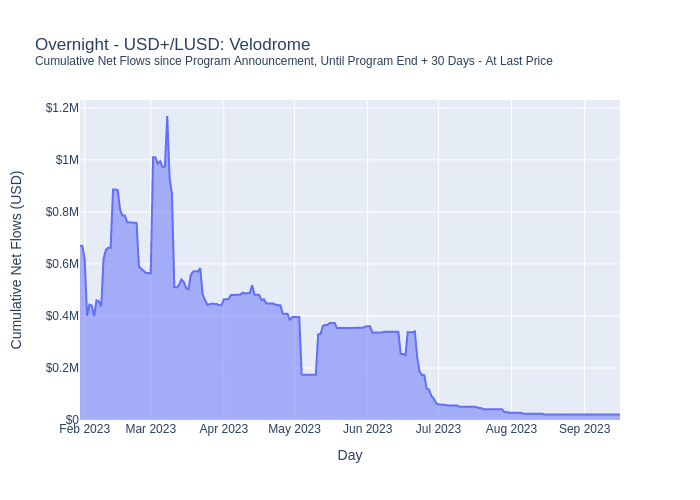 Overnight - USD+/LUSD: Velodrome
Cumulative Net Flows since Program Announcement, Until Program End + 30 Days - At Last Price
Cumulative Net Flows (USD)
$1.2M
$1M
$0.8M
$0.6M
$0.4M
$0.2M
$0
Feb 2023 Mar 2023 Apr 2023 May 2023 Jun 2023 Jul 2023 Aug 2023 Sep 2023
Day